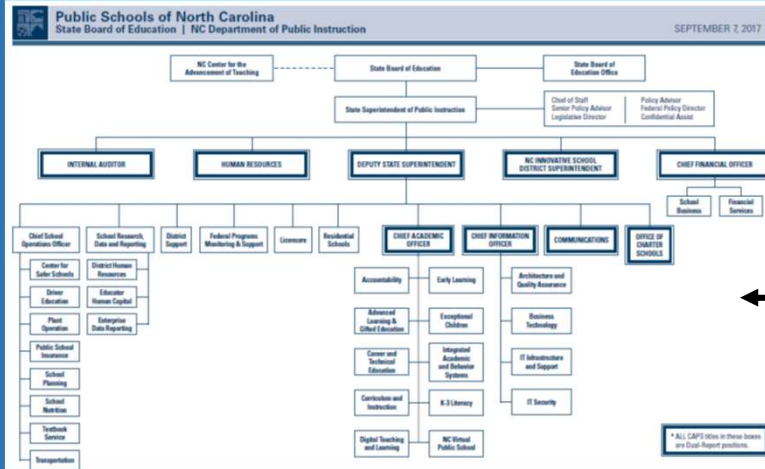 Public Schools of North Carolina
State Board of Education | NC Department of Public Instruction
SEPTEMBER 7, 2017
NC Center for the
Advancement of Teaching
State Board of Education
State Board of
Education Office
State Superintendent of Public Instruction
Chief of Staff
Senior Policy Advisor
Legislative Director
Policy Advisor
Federal Policy Director
Confidential Assist
INTERNAL AUDITOR
HUMAN RESOURCES
DEPUTY STATE SUPERINTENDENT
NC INNOVATIVE SCHOOL
DISTRICT SUPERINTENDENT
CHIEF FINANCIAL OFFICER
School
Business
Financial
Services
Chief School
Operations Officer
School Research,
Data and Reporting
District
Support
Federal Programs
Monitoring & Support
Licensure
Residential
Schools
CHIEF ACADEMIC
OFFICER
CHIEF INFORMATION
OFFICER
COMMUNICATIONS
OFFICE OF
CHARTER
SCHOOLS
Center for
Safer Schools
Driver
Education
Plant
Operation
Public School
Insurance
School
Planning
School
Nutrition
Textbook
Service
Transportation
District Human
Resources
Educator
Human Capital
Enterprise
Data Reporting
Accountability
Early Learning
Advanced
Learning &
Gifted Education
Exceptional
Children
Career and
Technical
Education
Integrated
Academic
and Behavior
Systems
Curriculum and
Instruction
K-3 Literacy
Digital Teaching
and Learning
NC Virtual
Public School
Architecture and
Quality Assurance
Business
Technology
IT Infrastructure
and Support
IT Security
* ALL CAPS titles in these boxes
are Dual-Report positions.